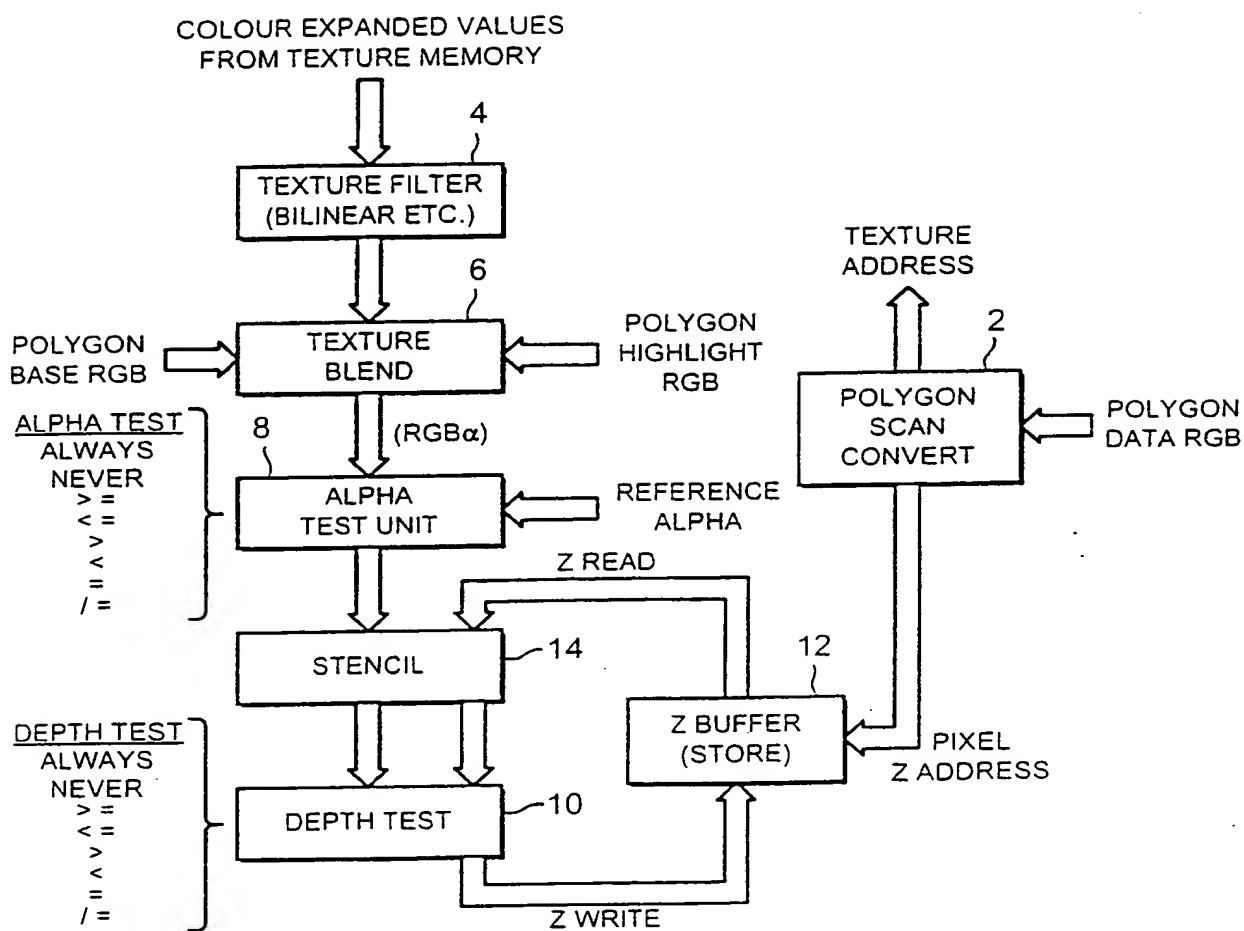 COLOUR EXPANDED VALUES
FROM TEXTURE MEMORY
4
TEXTURE FILTER
(BILINEAR ETC.)
TEXTURE
ADDRESS
6
2
POLYGON
BASE RGB
TEXTURE
BLEND
POLYGON
HIGHLIGHT
RGB
POLYGON
SCAN
CONVERT
POLYGON
DATA RGB
ALPHA TEST
ALWAYS
NEVER
> =
< =
>
<
=
/ =
8
(RGBα)
ALPHA
TEST UNIT
REFERENCE
ALPHA
Z READ
STENCIL
14
12
Z BUFFER
(STORE)
PIXEL
Z ADDRESS
DEPTH TEST
ALWAYS
NEVER
> =
< =
>
<
=
/ =
DEPTH TEST
10
Z WRITE